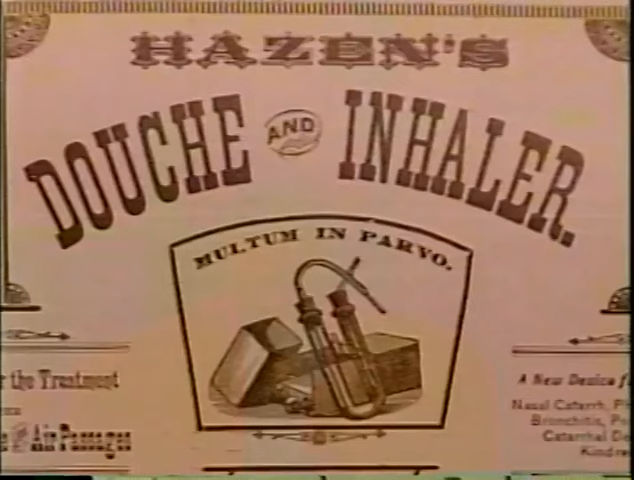 HAZEN'S
DOUCHE AND INHALER.
MULTUM IN PARVO.
the Treatment
Air Passages
A New Device
Nasal Catarrh,
Bronchitis,
Catarrhal